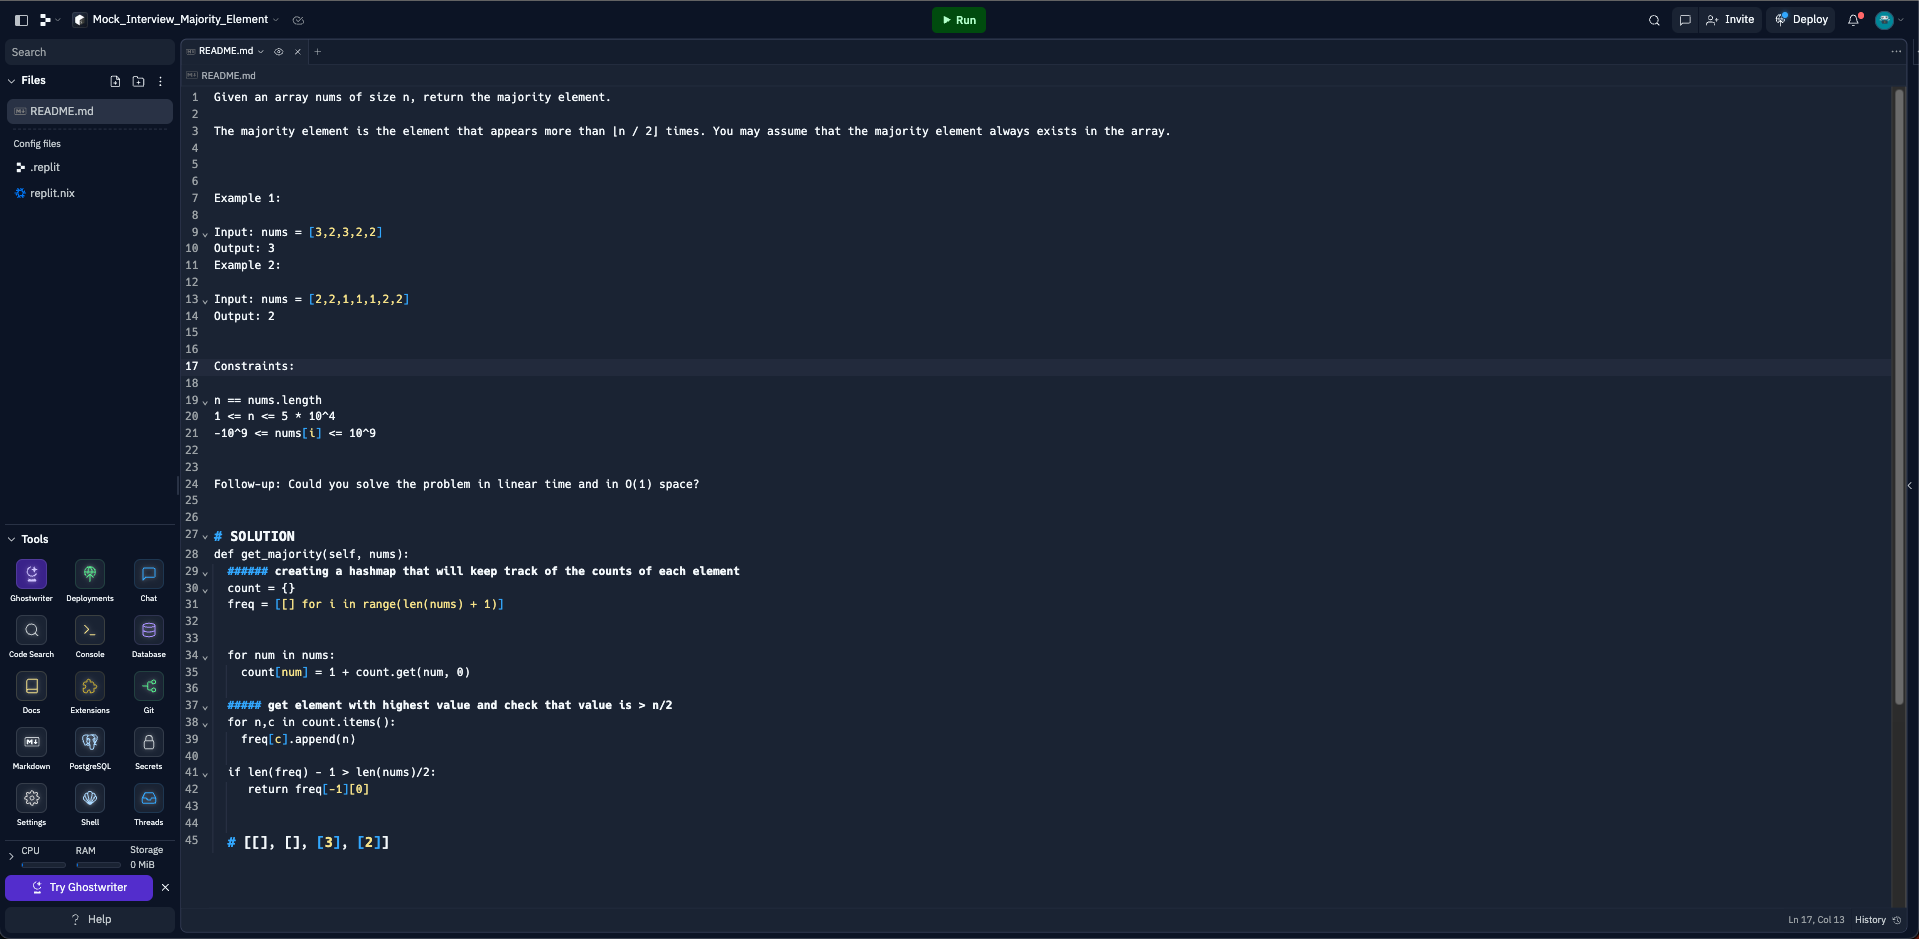 Mock_Interview_Majority_Element
Run
Invite
Deploy
Search
Files
README.md
Config files
.replit
replit.nix
Tools
Ghostwriter
Deployments
Chat
Code Search
Console
Database
Docs
Extensions
Git
Markdown
PostgreSQL
Secrets
Settings
Shell
Threads
CPU
RAM
Storage
0 MiB
Try Ghostwriter
? Help
README.md
README.md
1 Given an array nums of size n, return the majority element.
2
3 The majority element is the element that appears more than ⌊n / 2⌋ times. You may assume that the majority element always exists in the array.
4
5
6
7 Example 1:
8
9 Input: nums = [3,2,3,2,2]
10 Output: 3
11 Example 2:
12
13 Input: nums = [2,2,1,1,1,2,2]
14 Output: 2
15
16
17 Constraints:
18
19 n == nums.length
20 1 <= n <= 5 * 10^4
21 -10^9 <= nums[i] <= 10^9
22
23
24 Follow-up: Could you solve the problem in linear time and in O(1) space?
25
26
27 # SOLUTION
28 def get_majority(self, nums):
29 ###### creating a hashmap that will keep track of the counts of each element
30 count = {}
31 freq = [[] for i in range(len(nums) + 1)]
32
33
34 for num in nums:
35 count[num] = 1 + count.get(num, 0)
36
37 ##### get element with highest value and check that value is > n/2
38 for n,c in count.items():
39 freq[c].append(n)
40
41 if len(freq) - 1 > len(nums)/2:
42 return freq[-1][0]
43
44
45 # [[], [], [3], [2]]
Ln 17, Col 13
History